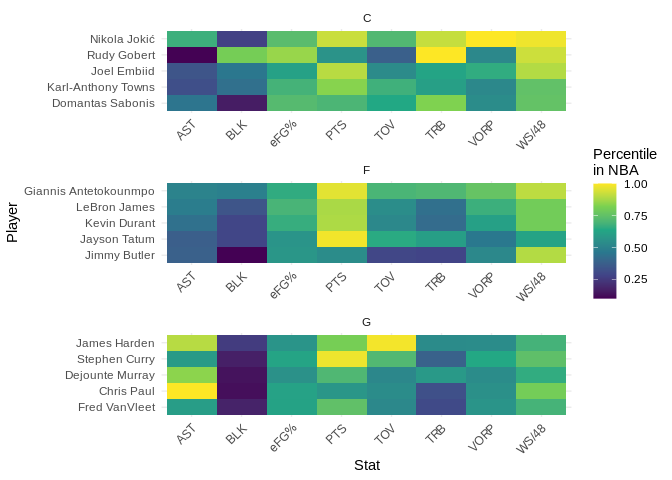 C
Nikola Jokić
Rudy Gobert
Joel Embiid
Karl-Anthony Towns
Domantas Sabonis
AST BLK eFG% PTS TOV TRB VORP WS/48
F
Giannis Antetokounmpo
LeBron James
Kevin Durant
Jayson Tatum
Jimmy Butler
AST BLK eFG% PTS TOV TRB VORP WS/48
G
James Harden
Stephen Curry
Dejounte Murray
Chris Paul
Fred VanVleet
AST BLK eFG% PTS TOV TRB VORP WS/48
Stat
Player
Percentile
in NBA
1.00
0.75
0.50
0.25